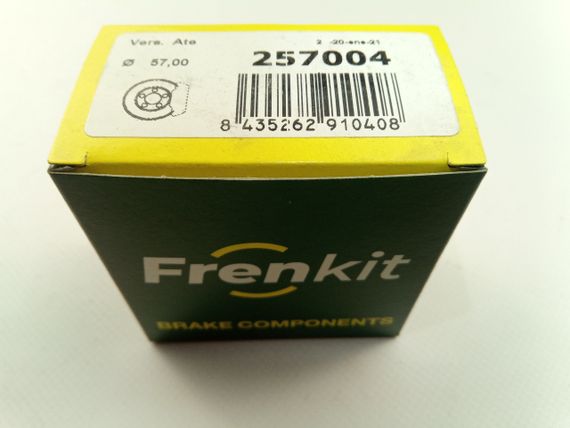 Vers. Ate
2 -20-ene-21
Ø 57,00
257004
8 435262 910408
Frenkit
BRAKE COMPONENTS